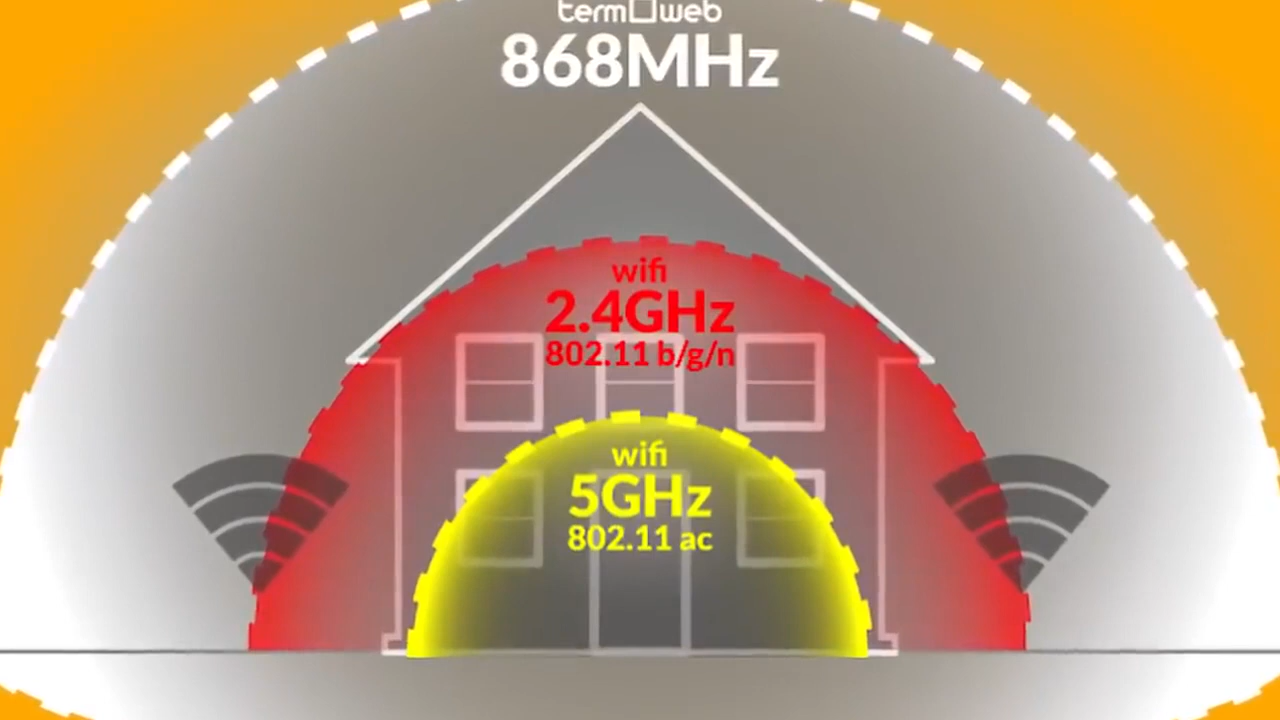 term web
868MHz
wifi
2.4GHz
802.11 b/g/n
wifi
5GHz
802.11 ac